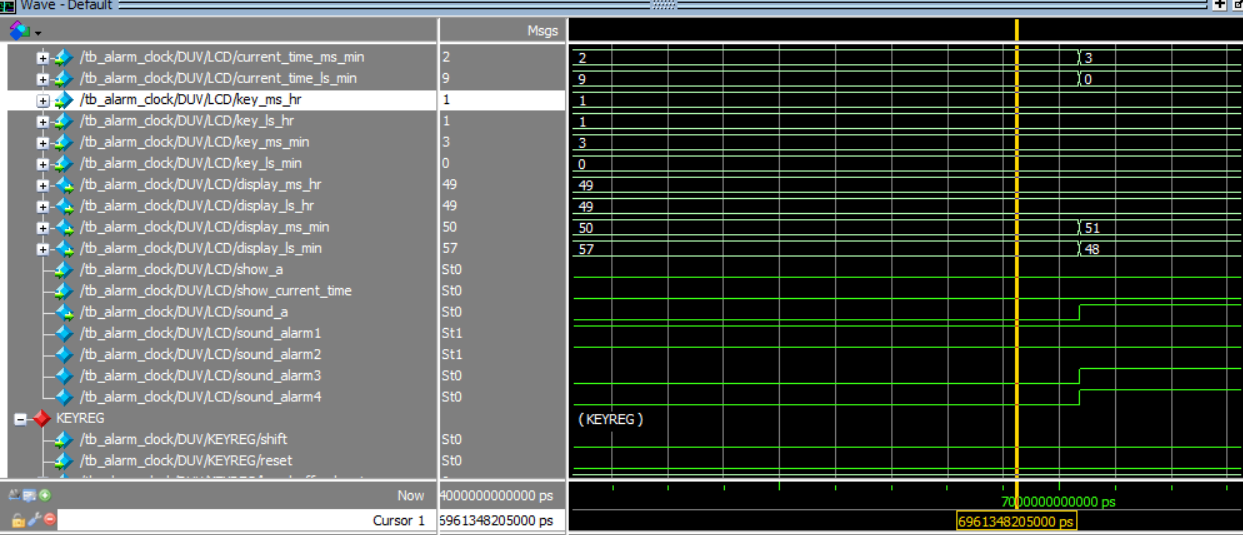 Wave - Default
Msgs
/tb_alarm_clock/DUV/LCD/current_time_ms_min 2 2 3
/tb_alarm_clock/DUV/LCD/current_time_ls_min 9 9 0
/tb_alarm_clock/DUV/LCD/key_ms_hr 1 1
/tb_alarm_clock/DUV/LCD/key_ls_hr 1 1
/tb_alarm_clock/DUV/LCD/key_ms_min 3 3
/tb_alarm_clock/DUV/LCD/key_ls_min 0 0
/tb_alarm_clock/DUV/LCD/display_ms_hr 49 49
/tb_alarm_clock/DUV/LCD/display_ls_hr 49 49
/tb_alarm_clock/DUV/LCD/display_ms_min 50 50 51
/tb_alarm_clock/DUV/LCD/display_ls_min 57 57 48
/tb_alarm_clock/DUV/LCD/show_a St0
/tb_alarm_clock/DUV/LCD/show_current_time St0
/tb_alarm_clock/DUV/LCD/sound_a St0
/tb_alarm_clock/DUV/LCD/sound_alarm1 St1
/tb_alarm_clock/DUV/LCD/sound_alarm2 St1
/tb_alarm_clock/DUV/LCD/sound_alarm3 St0
/tb_alarm_clock/DUV/LCD/sound_alarm4 St0
KEYREG (KEYREG)
/tb_alarm_clock/DUV/KEYREG/shift St0
/tb_alarm_clock/DUV/KEYREG/reset St0
Now 4000000000000 ps 7000000000000 ps
Cursor 1 6961348205000 ps 6961348205000 ps